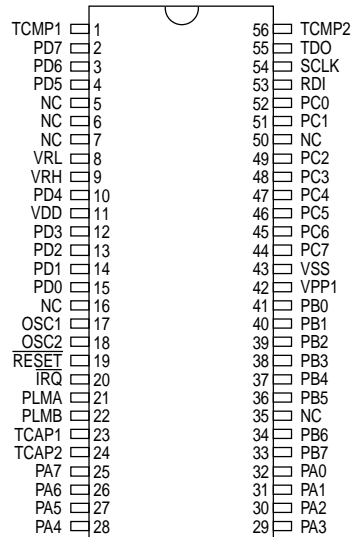 TCMP1 1 56 TCMP2
PD7 2 55 TDO
PD6 3 54 SCLK
PD5 4 53 RDI
NC 5 52 PC0
NC 6 51 PC1
NC 7 50 NC
VRL 8 49 PC2
VRH 9 48 PC3
PD4 10 47 PC4
VDD 11 46 PC5
PD3 12 45 PC6
PD2 13 44 PC7
PD1 14 43 VSS
PD0 15 42 VPP1
NC 16 41 PB0
OSC1 17 40 PB1
OSC2 18 39 PB2
RESET 19 38 PB3
IRQ 20 37 PB4
PLMA 21 36 PB5
PLMB 22 35 NC
TCAP1 23 34 PB6
TCAP2 24 33 PB7
PA7 25 32 PA0
PA6 26 31 PA1
PA5 27 30 PA2
PA4 28 29 PA3